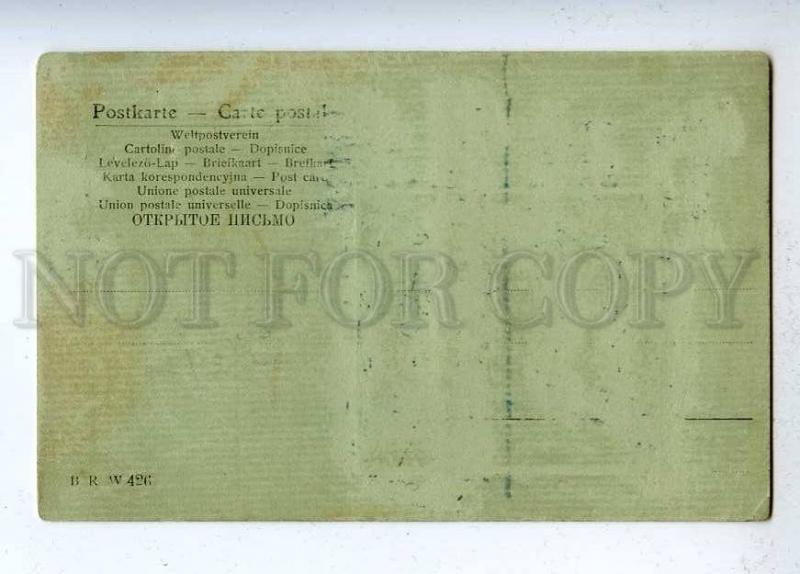 Postkarte — Carte postale
Weltpostverein
Cartolina postale — Dopisnice
Levelező-Lap — Briefkaart — Brefkort
Karta korespondencyjna — Post card
Unione postale universale
Union postale universelle — Dopisnica
ОТКРЫТОЕ ПИСЬМО
NOT FOR COPY
B R W 426